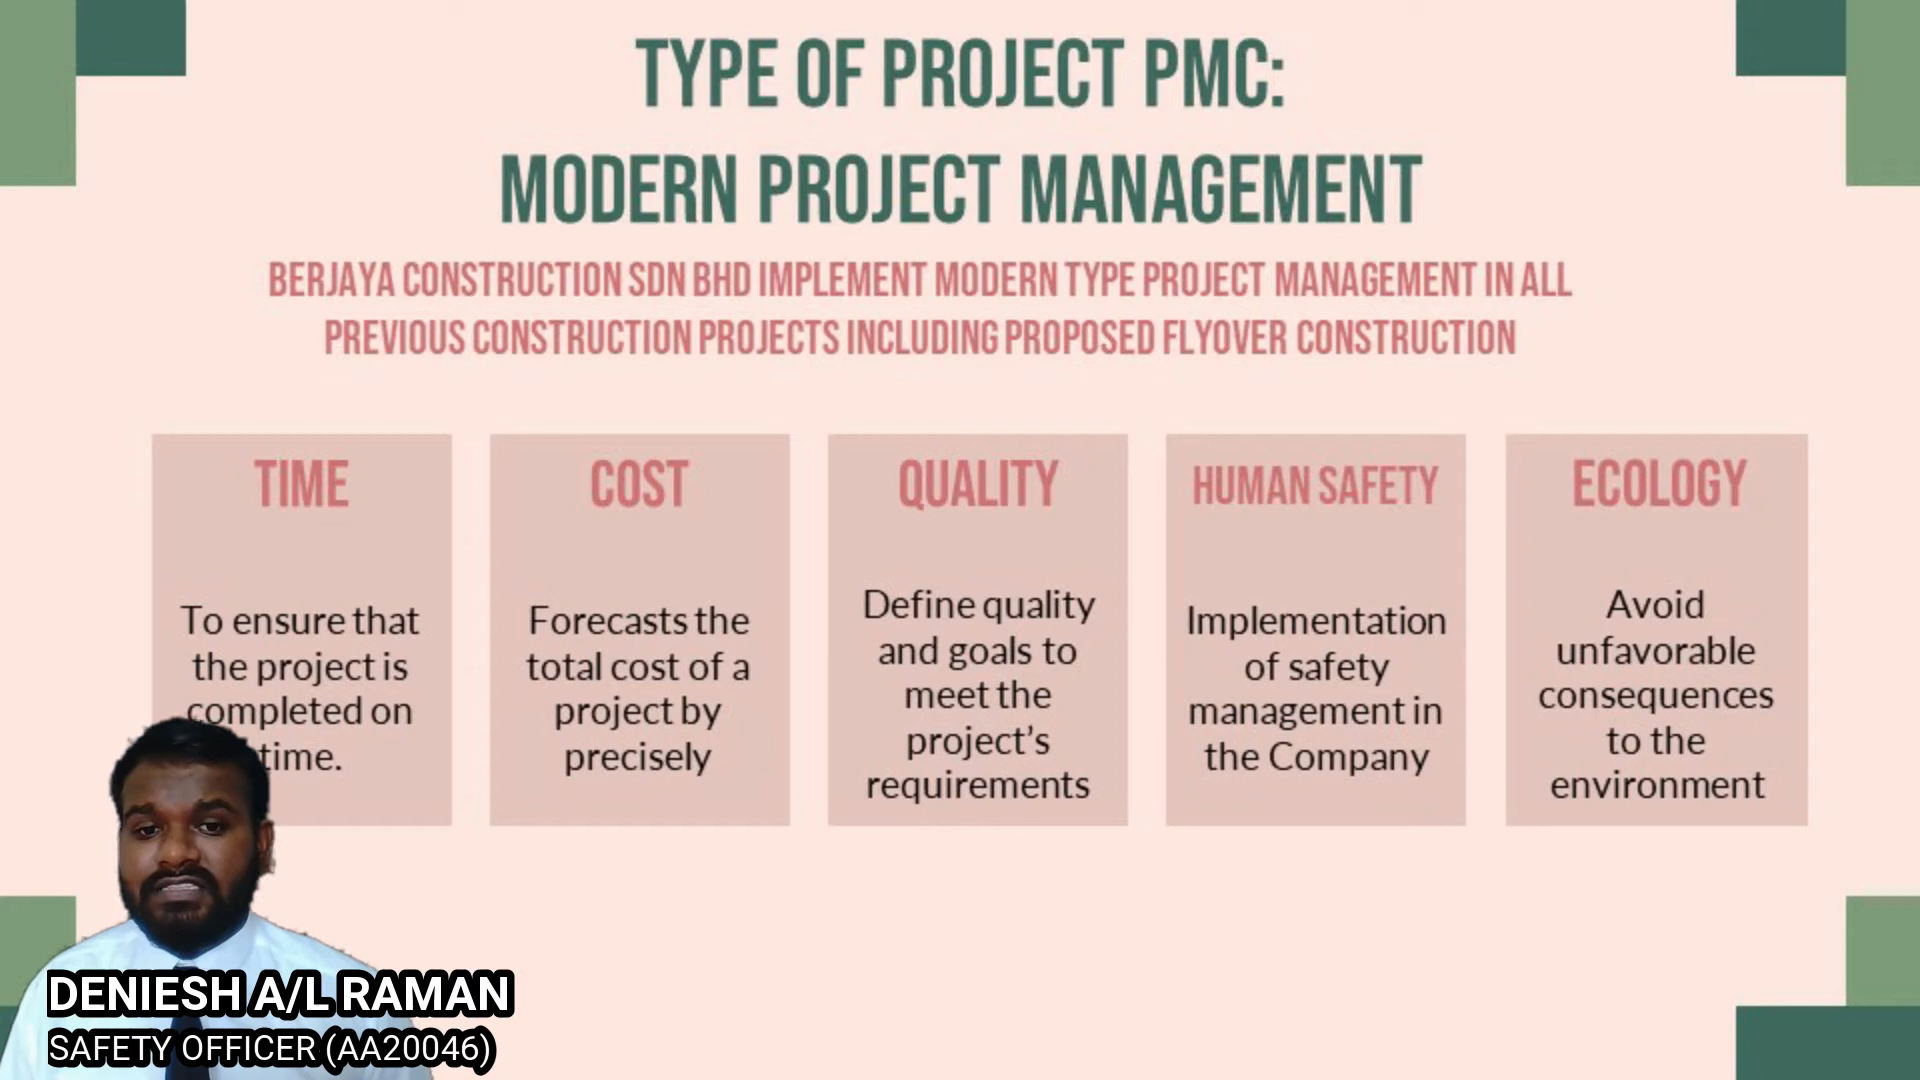 TYPE OF PROJECT PMC:
MODERN PROJECT MANAGEMENT
BERJAYA CONSTRUCTION SDN BHD IMPLEMENT MODERN TYPE PROJECT MANAGEMENT IN ALL
PREVIOUS CONSTRUCTION PROJECTS INCLUDING PROPOSED FLYOVER CONSTRUCTION
TIME
To ensure that
the project is
completed on
time.
COST
Forecasts the
total cost of a
project by
precisely
QUALITY
Define quality
and goals to
meet the
project’s
requirements
HUMAN SAFETY
Implementation
of safety
management in
the Company
ECOLOGY
Avoid
unfavorable
consequences
to the
environment
DENIESH A/L RAMAN
SAFETY OFFICER (AA20046)